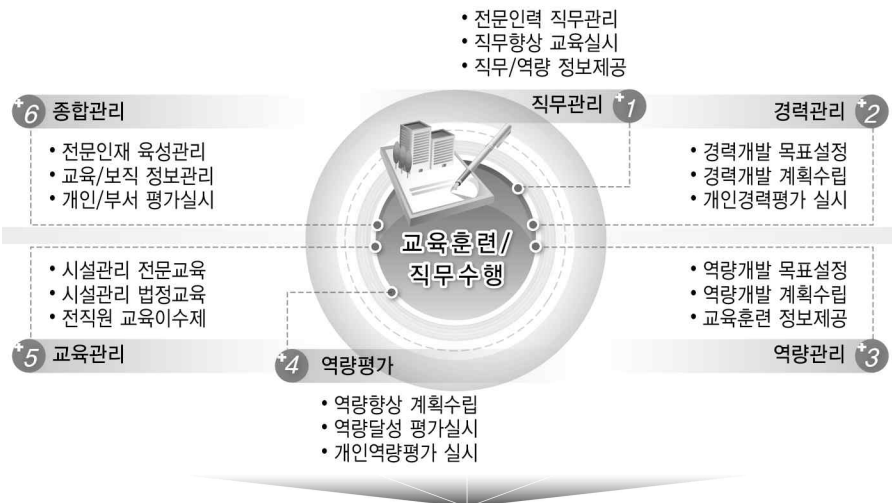 • 전문인력 직무관리
• 직무향상 교육실시
• 직무/역량 정보제공
직무관리 +1
경력관리 +2
• 경력개발 목표설정
• 경력개발 계획수립
• 개인경력평가 실시
• 역량개발 목표설정
• 역량개발 계획수립
• 교육훈련 정보제공
역량관리 +3
+4 역량평가
• 역량향상 계획수립
• 역량달성 평가실시
• 개인역량평가 실시
• 시설관리 전문교육
• 시설관리 법정교육
• 전직원 교육이수제
+5 교육관리
+6 종합관리
• 전문인재 육성관리
• 교육/보직 정보관리
• 개인/부서 평가실시
교육훈련/
직무수행